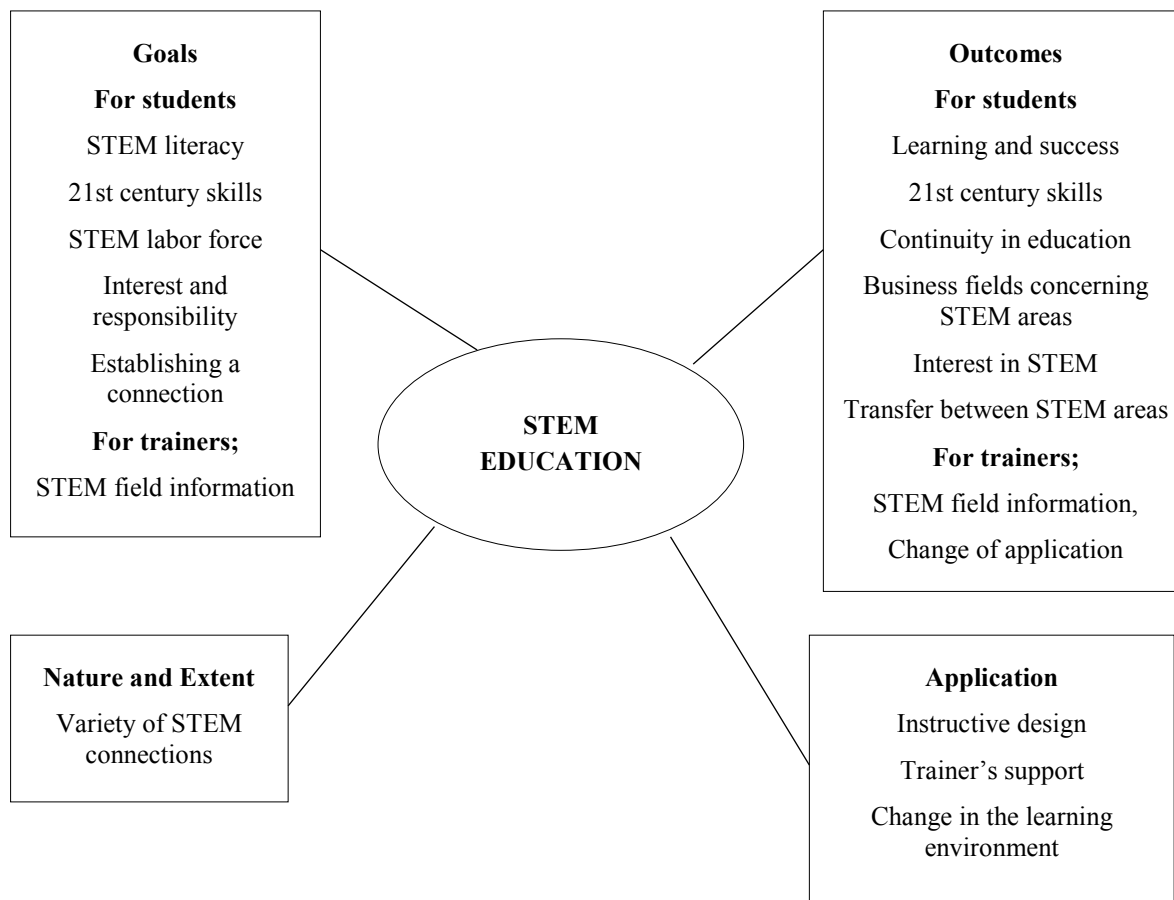 Goals
For students
STEM literacy
21st century skills
STEM labor force
Interest and
responsibility
Establishing a
connection
For trainers;
STEM field information
Outcomes
For students
Learning and success
21st century skills
Continuity in education
Business fields concerning
STEM areas
Interest in STEM
Transfer between STEM areas
For trainers;
STEM field information,
Change of application
STEM
EDUCATION
Nature and Extent
Variety of STEM
connections
Application
Instructive design
Trainer’s support
Change in the learning
environment